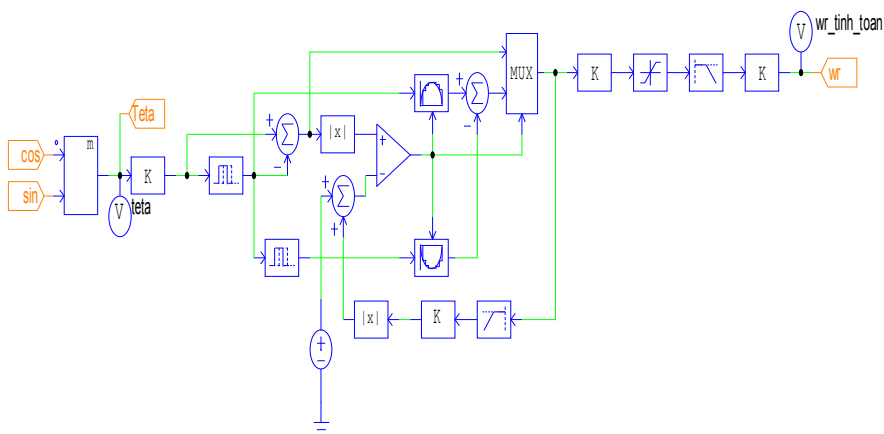 wr_tinh_toan
V
MUX
K
K
wr
+
Σ
-
Teta
+
Σ
-
|x|
+
-
cos
m
K
sin
V
teta
+
Σ
+
|x|
K
+
-